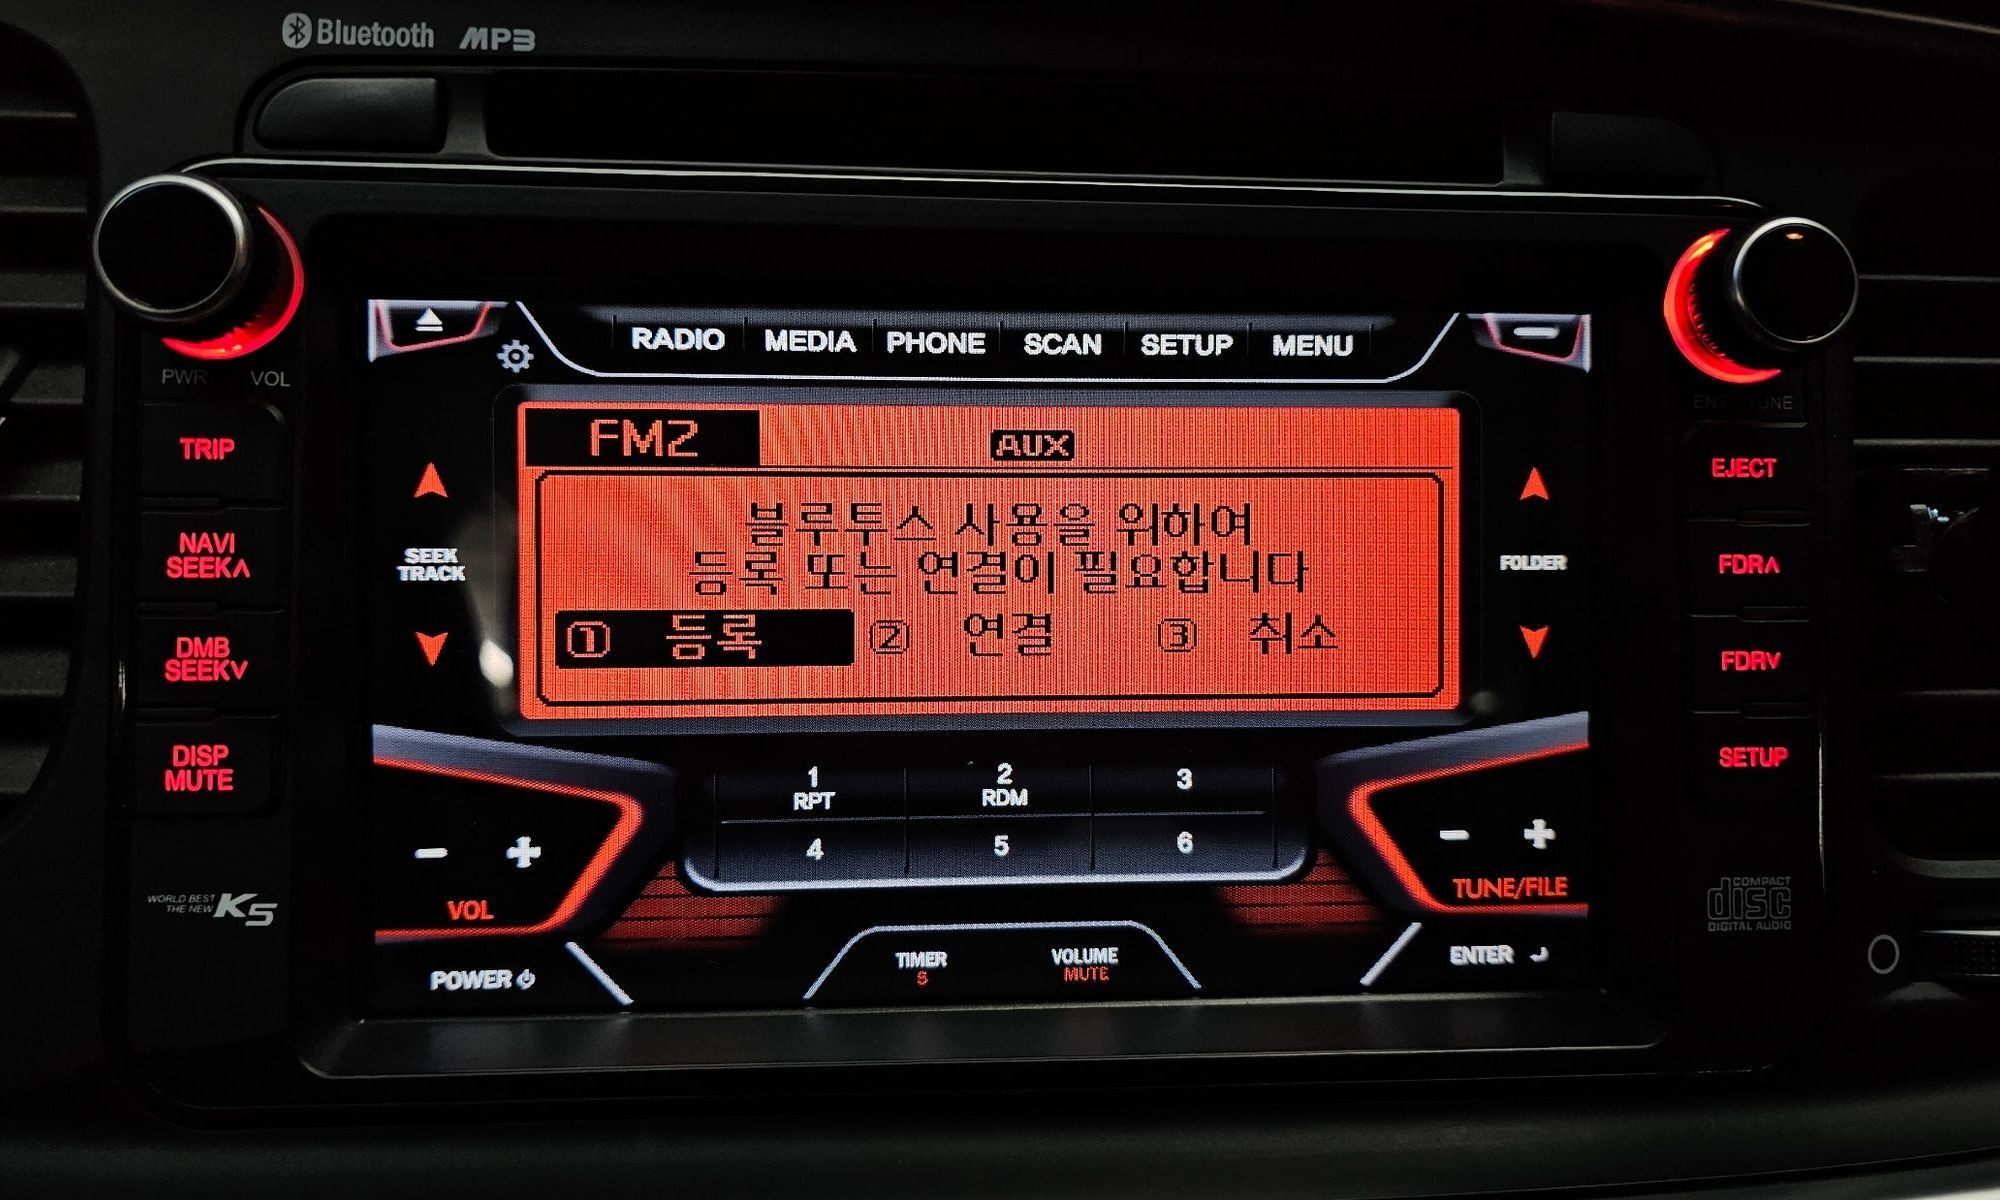 Bluetooth MP3
PWR VOL
RADIO MEDIA PHONE SCAN SETUP MENU
ENT TUNE
FM2 AUX
TRIP
EJECT
블루투스 사용을 위하여
등록 또는 연결이 필요합니다
① 등록 ② 연결 ③ 취소
NAVI
SEEK∧
SEEK
TRACK
FOLDER
FDR∧
DMB
SEEK∨
FDR∨
DISP
MUTE
SETUP
1
RPT
2
RDM
3
4 5 6
− +
VOL
− +
TUNE/FILE
WORLD BEST
THE NEW K5
COMPACT
disc
DIGITAL AUDIO
POWER
TIMER
S
VOLUME
MUTE
ENTER